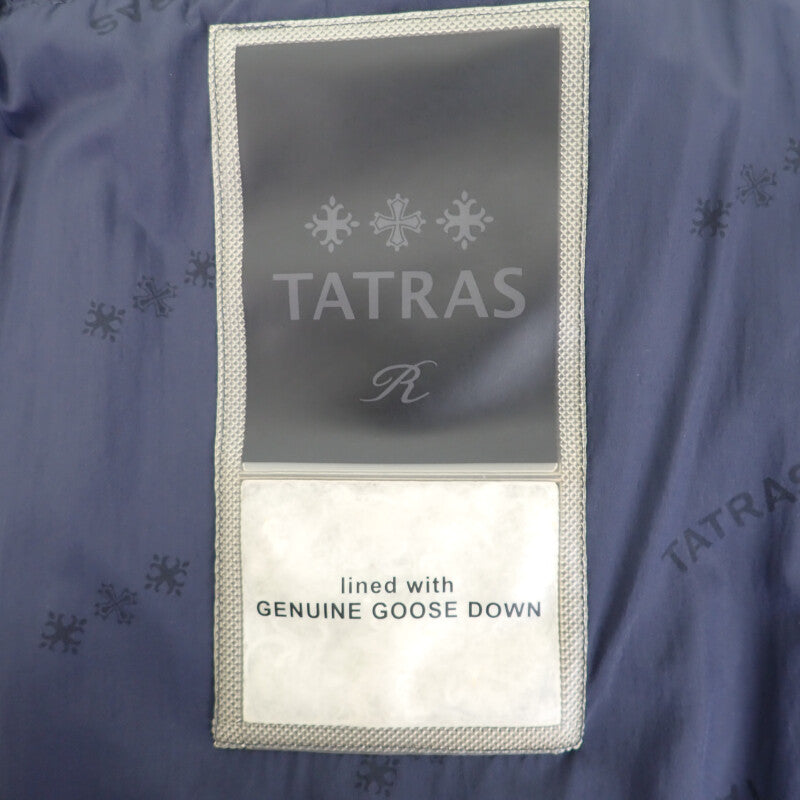 TATRAS
R
lined with
GENUINE GOOSE DOWN
TATRAS